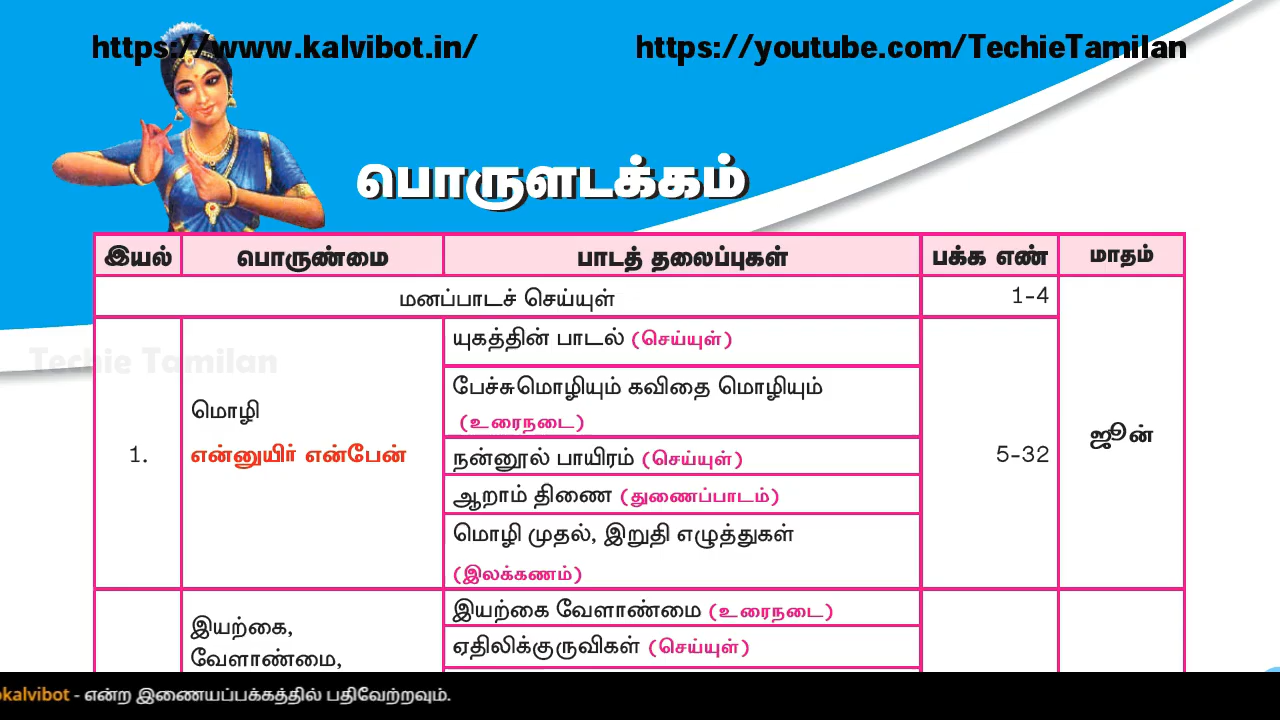 https://www.kalvibot.in/ https://youtube.com/TechieTamilan
பொருளடக்கம்
இயல் பொருண்மை பாடத் தலைப்புகள் பக்க எண் மாதம்
மனப்பாடச் செய்யுள் 1-4
யுகத்தின் பாடல் (செய்யுள்)
Techie Tamilan
பேச்சுமொழியும் கவிதை மொழியும்
(உரைநடை)
மொழி
என்னுயிர் என்பேன்
1.
நன்னூல் பாயிரம் (செய்யுள்)
5-32
ஜூன்
ஆறாம் திணை (துணைப்பாடம்)
மொழி முதல், இறுதி எழுத்துகள்
(இலக்கணம்)
இயற்கை வேளாண்மை (உரைநடை)
இயற்கை,
வேளாண்மை,
ஏதிலிக்குருவிகள் (செய்யுள்)
kalvibot - என்ற இணையப்பக்கத்தில் பதிவேற்றவும்.